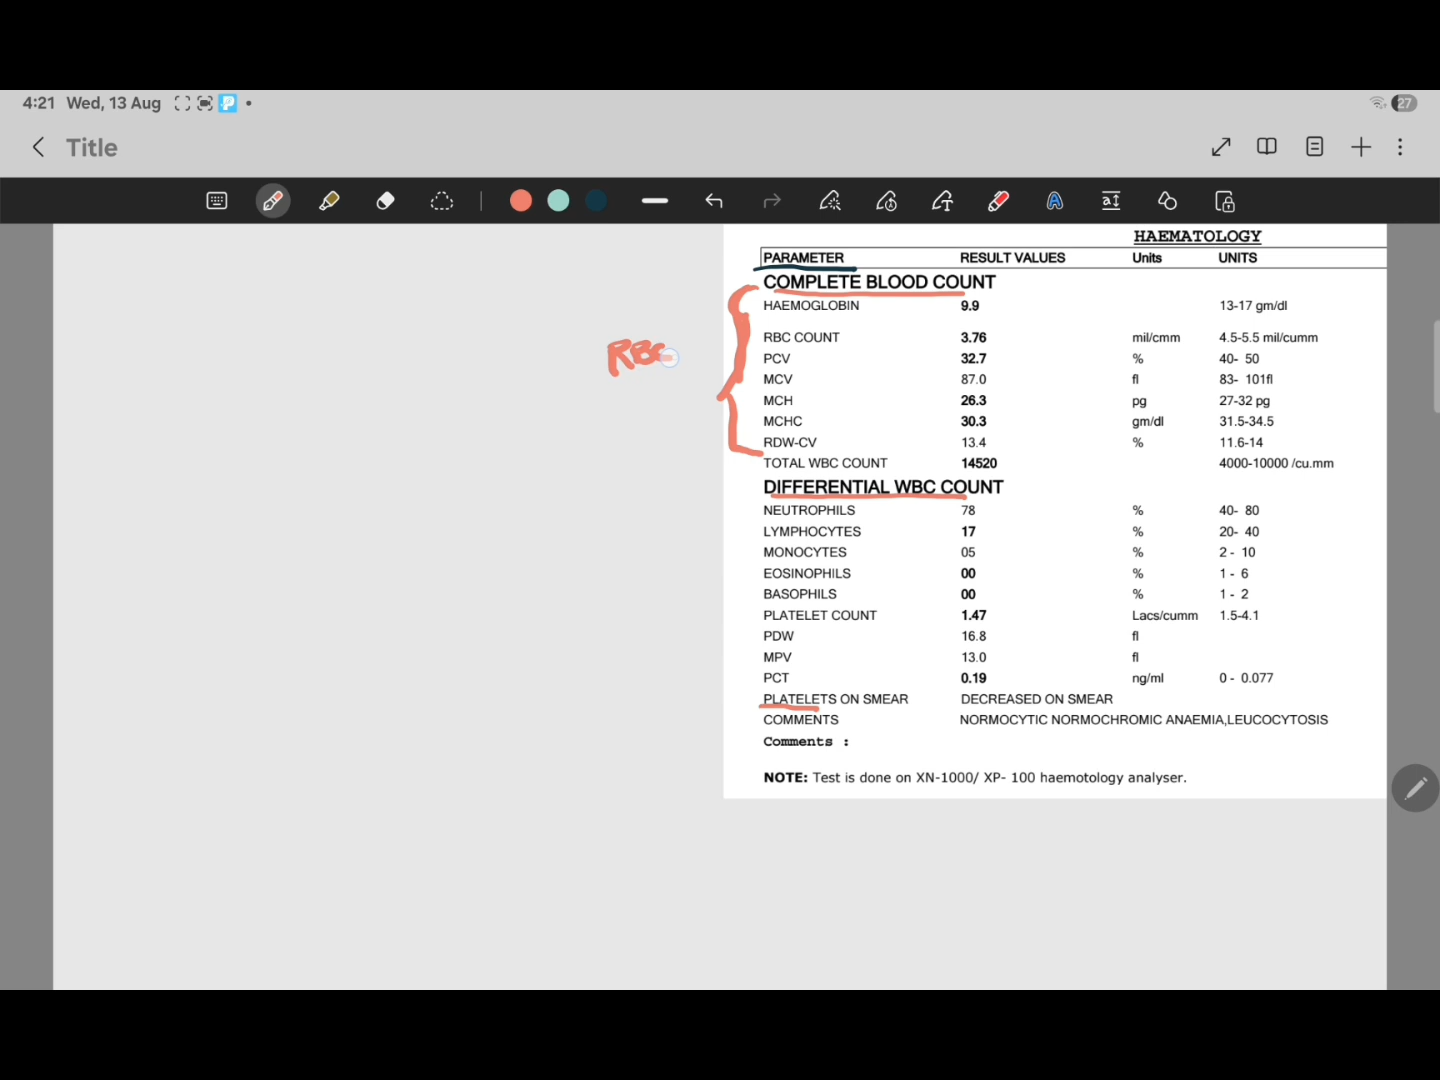 4:21 Wed, 13 Aug
27
Title
HAEMATOLOGY
PARAMETER RESULT VALUES Units UNITS
COMPLETE BLOOD COUNT
HAEMOGLOBIN 9.9 13-17 gm/dl
RBC COUNT 3.76 mil/cmm 4.5-5.5 mil/cumm
RBC
PCV 32.7 % 40- 50
MCV 87.0 fl 83- 101fl
MCH 26.3 pg 27-32 pg
MCHC 30.3 gm/dl 31.5-34.5
RDW-CV 13.4 % 11.6-14
TOTAL WBC COUNT 14520 4000-10000 /cu.mm
DIFFERENTIAL WBC COUNT
NEUTROPHILS 78 % 40- 80
LYMPHOCYTES 17 % 20- 40
MONOCYTES 05 % 2 - 10
EOSINOPHILS 00 % 1 - 6
BASOPHILS 00 % 1 - 2
PLATELET COUNT 1.47 Lacs/cumm 1.5-4.1
PDW 16.8 fl
MPV 13.0 fl
PCT 0.19 ng/ml 0 - 0.077
PLATELETS ON SMEAR DECREASED ON SMEAR
COMMENTS NORMOCYTIC NORMOCHROMIC ANAEMIA,LEUCOCYTOSIS
Comments :
NOTE: Test is done on XN-1000/ XP- 100 haemotology analyser.